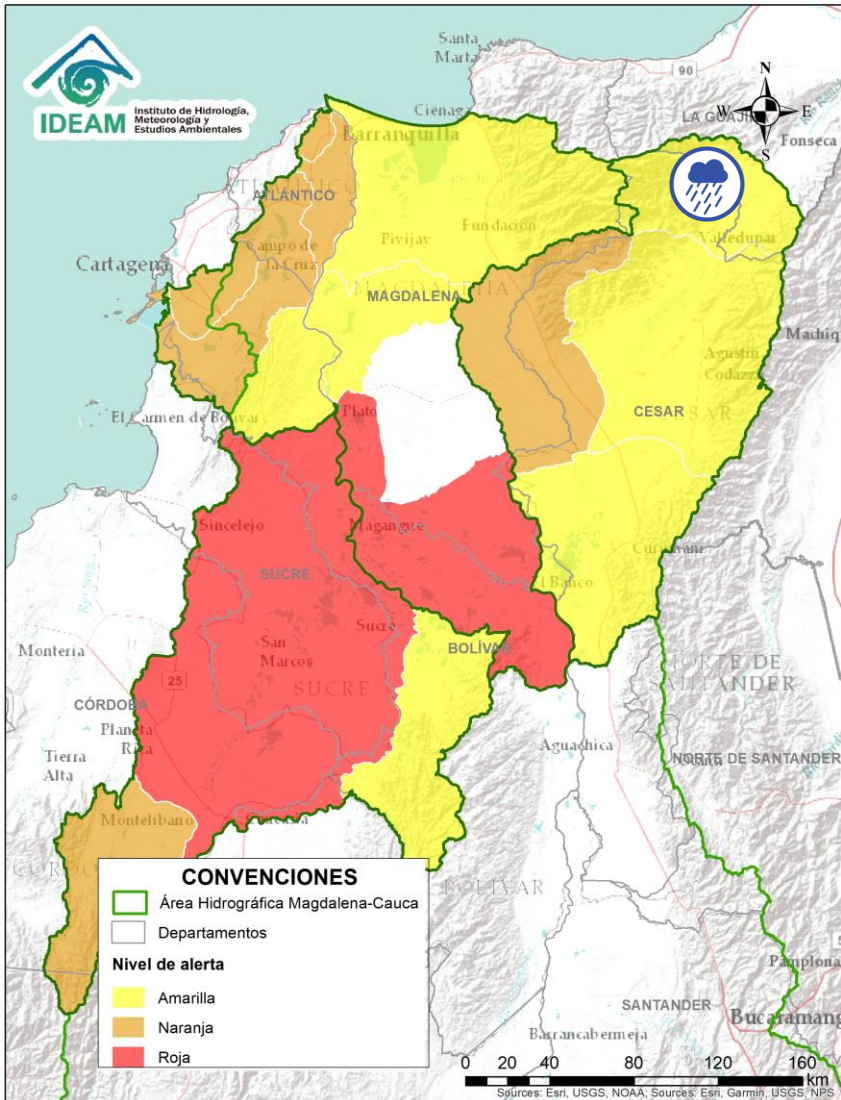 IDEAM
Instituto de Hidrología,
Meteorología y
Estudios Ambientales
Santa
Marta
90
N
W
E
S
LA GUAJI
Ciénaga
Fonseca
Barranquilla
ATLÁNTICO
Valledupar
Fundación
Pivijay
Campo de
la Cruz
Cartagena
MAGDALENA
Machiq
Agustín
Codazzi
El Carmen de Bolívar
Plato
CESAR
Sincelejo
Magangue
SUCRE
El Banco
Sucre
San
Marcos
BOLÍVAR
SUCRE
Montería
25
NORTE DE
SANTANDER
CÓRDOBA
Planeta
Rica
Tierra
Alta
Aguachica
NORTE DE SANTANDER
Montelíbano
BOLÍVAR
CONVENCIONES
Área Hidrográfica Magdalena-Cauca
Departamentos
Nivel de alerta
Amarilla
Naranja
Roja
Pamplona
SANTANDER
Bucaramang
Barrancabermeja
0 20 40 80 120 160
km
Sources: Esri, USGS, NOAA; Sources: Esri, Garmin, USGS, NPS